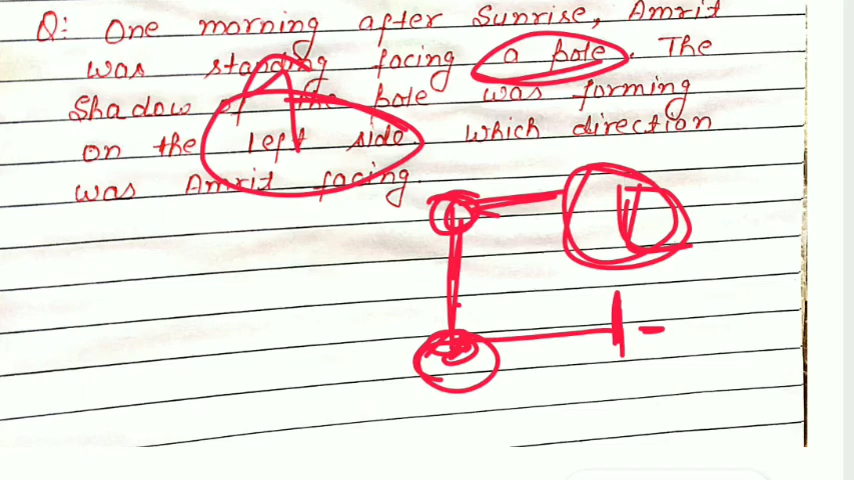 Q: One morning after Sunrise, Amrit
was standing facing a pole. The
Shadow of the pole was forming
on the left side. Which direction
was Amrit facing.